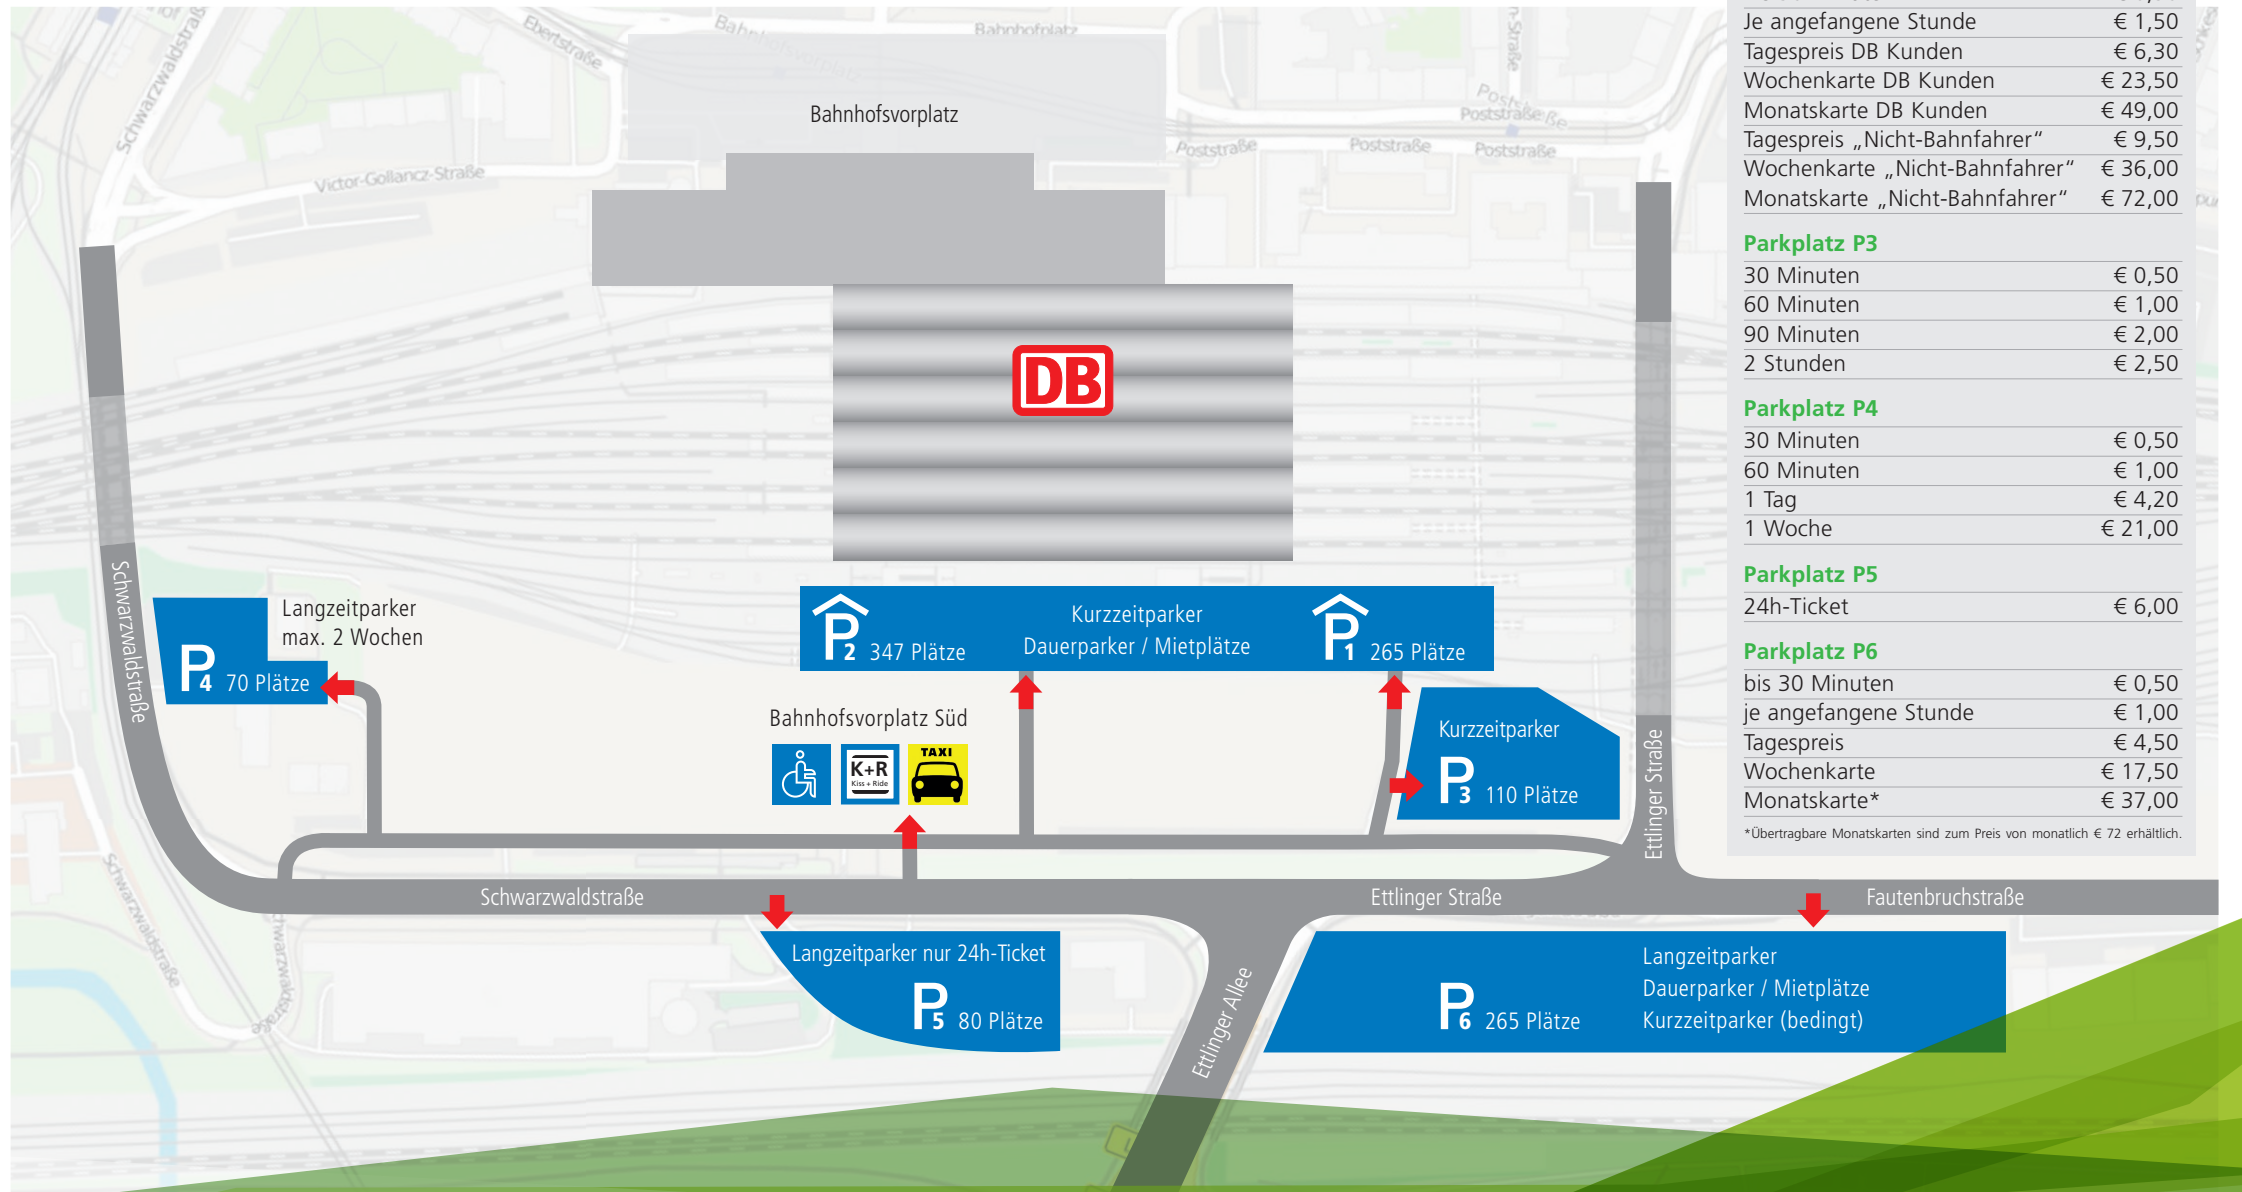 Ebertstraße
Bahnhofplatz
Schwarzwaldstraße
Victor-Gollancz-Straße
Bahnhofsvorplatz
Poststraße
Poststraße
Poststraße
Poststraße
Poststraße
DB
Schwarzwaldstraße
Langzeitparker
max. 2 Wochen
P4 70 Plätze
P2 347 Plätze
Kurzzeitparker
Dauerparker / Mietplätze
P1 265 Plätze
Bahnhofsvorplatz Süd
K+R
Kiss + Ride
TAXI
Kurzzeitparker
P3 110 Plätze
Ettlinger Straße
Schwarzwaldstraße
Ettlinger Straße
Fautenbruchstraße
Schwarzwaldstraße
Langzeitparker nur 24h-Ticket
P5 80 Plätze
Ettlinger Allee
P6 265 Plätze
Langzeitparker
Dauerparker / Mietplätze
Kurzzeitparker (bedingt)
Je angefangene Stunde € 1,50
Tagespreis DB Kunden € 6,30
Wochenkarte DB Kunden € 23,50
Monatskarte DB Kunden € 49,00
Tagespreis „Nicht-Bahnfahrer“ € 9,50
Wochenkarte „Nicht-Bahnfahrer“ € 36,00
Monatskarte „Nicht-Bahnfahrer“ € 72,00
Parkplatz P3
30 Minuten € 0,50
60 Minuten € 1,00
90 Minuten € 2,00
2 Stunden € 2,50
Parkplatz P4
30 Minuten € 0,50
60 Minuten € 1,00
1 Tag € 4,20
1 Woche € 21,00
Parkplatz P5
24h-Ticket € 6,00
Parkplatz P6
bis 30 Minuten € 0,50
je angefangene Stunde € 1,00
Tagespreis € 4,50
Wochenkarte € 17,50
Monatskarte* € 37,00
*Übertragbare Monatskarten sind zum Preis von monatlich € 72 erhältlich.